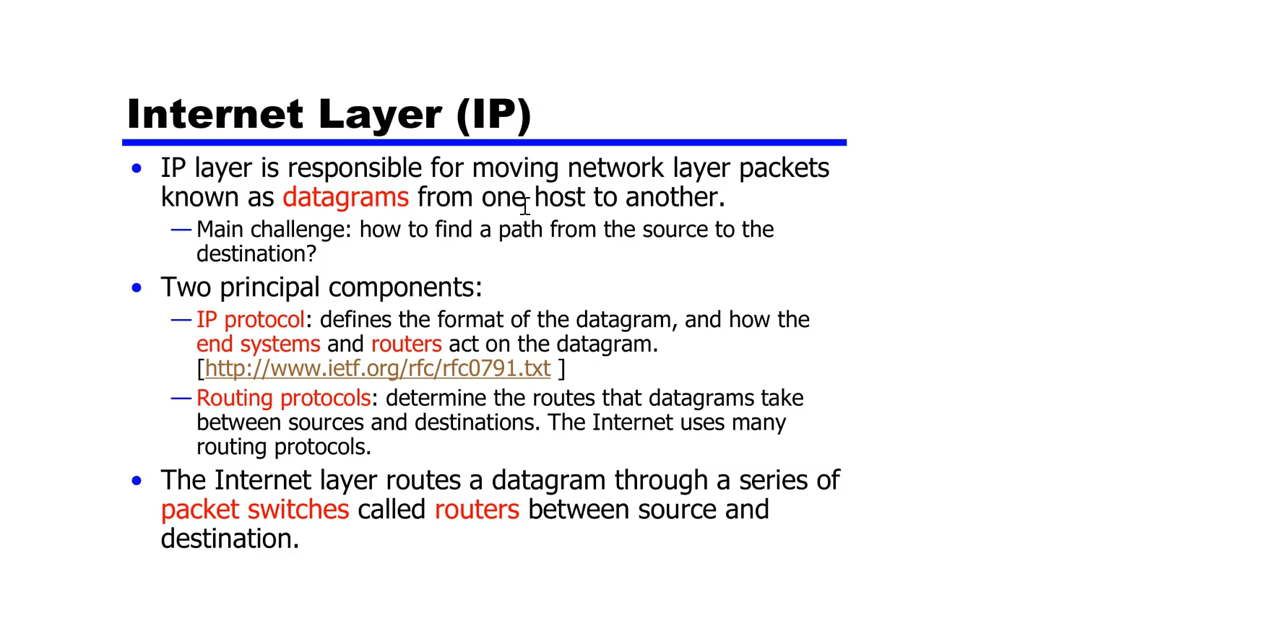 Internet Layer (IP)
• IP layer is responsible for moving network layer packets
known as datagrams from one host to another.
— Main challenge: how to find a path from the source to the
destination?
• Two principal components:
— IP protocol: defines the format of the datagram, and how the
end systems and routers act on the datagram.
[http://www.ietf.org/rfc/rfc0791.txt ]
— Routing protocols: determine the routes that datagrams take
between sources and destinations. The Internet uses many
routing protocols.
• The Internet layer routes a datagram through a series of
packet switches called routers between source and
destination.